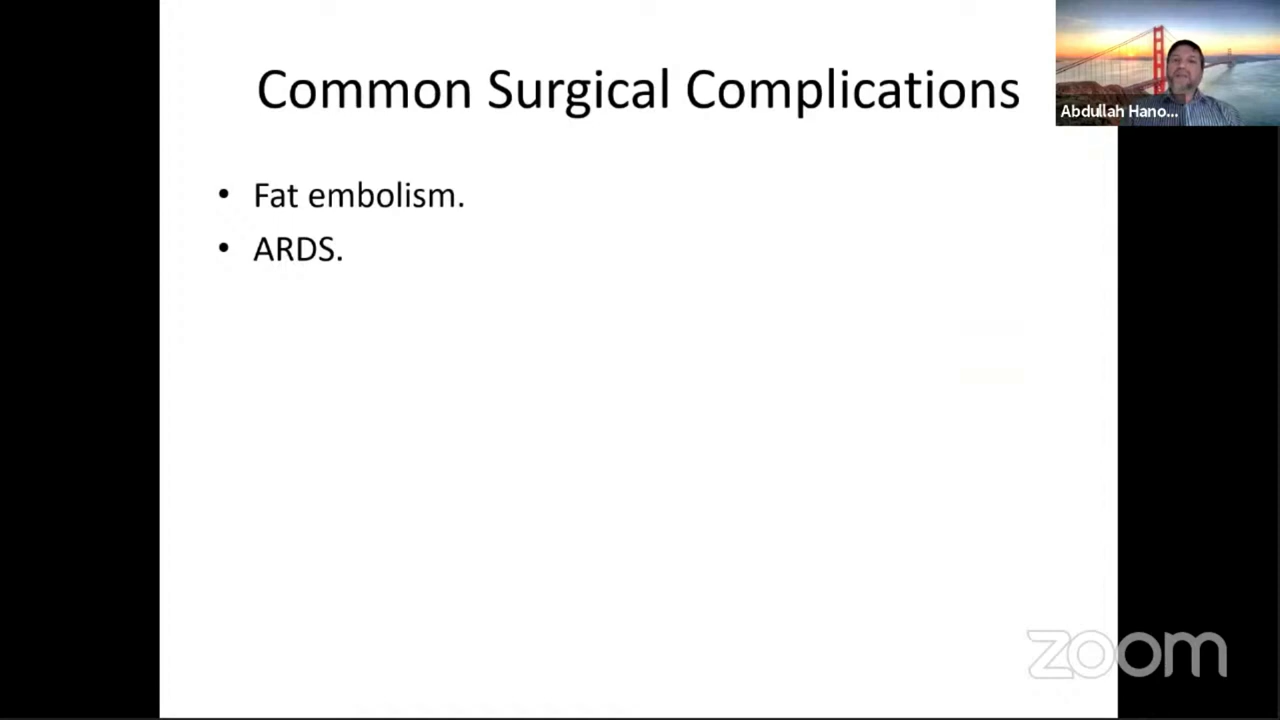 Common Surgical Complications
Abdullah Hano...
• Fat embolism.
• ARDS.
zoom